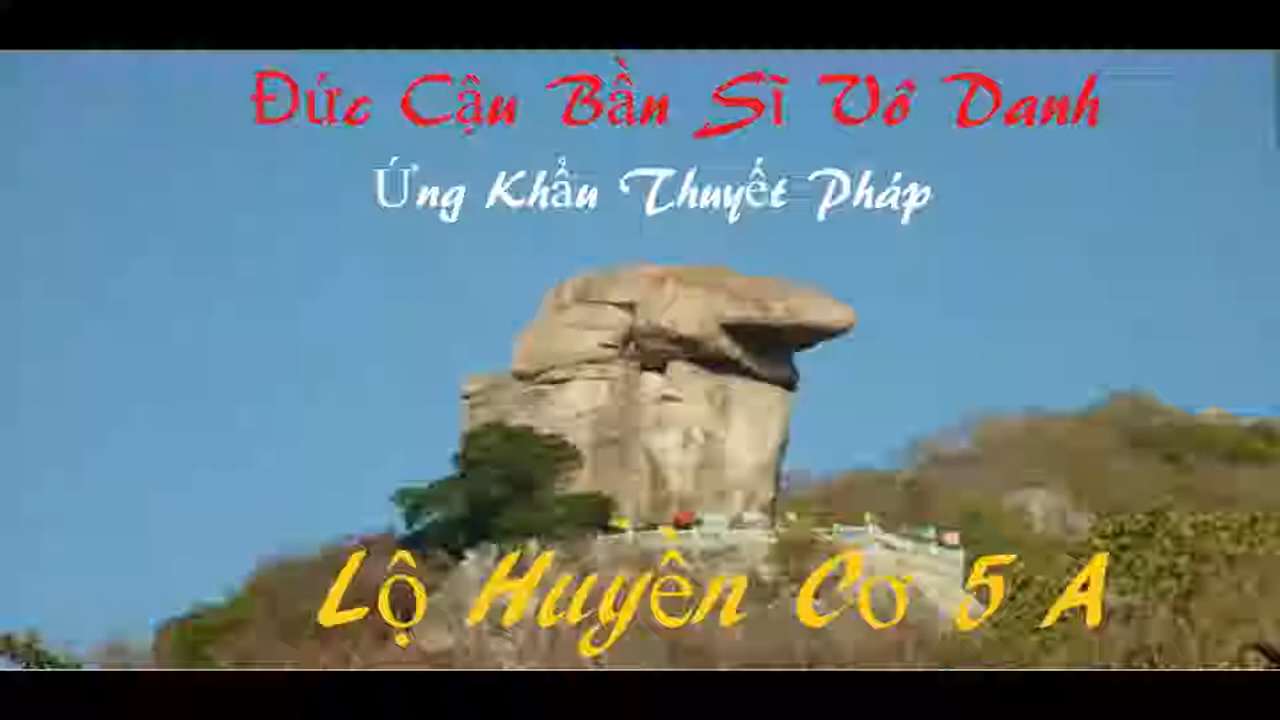 Đức Cậu Bần Sĩ Vô Danh
Ứng Khẩu Thuyết Pháp
Lộ Huyền Cơ 5 A